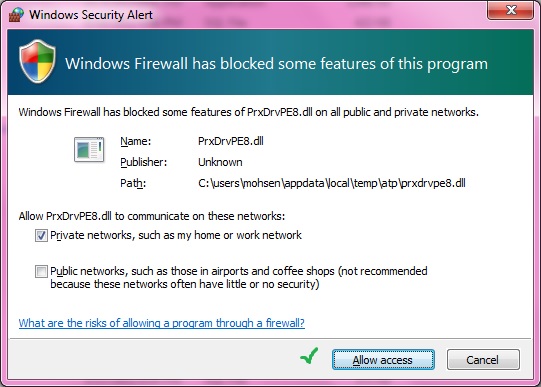 Windows Security Alert
Windows Firewall has blocked some features of this program
Windows Firewall has blocked some features of PrxDrvPE8.dll on all public and private networks.
Name: PrxDrvPE8.dll
Publisher: Unknown
Path: C:\users\mohsen\appdata\local\temp\atp\prxdrvpe8.dll
Allow PrxDrvPE8.dll to communicate on these networks:
Private networks, such as my home or work network
Public networks, such as those in airports and coffee shops (not recommended
because these networks often have little or no security)
What are the risks of allowing a program through a firewall?
Allow access Cancel